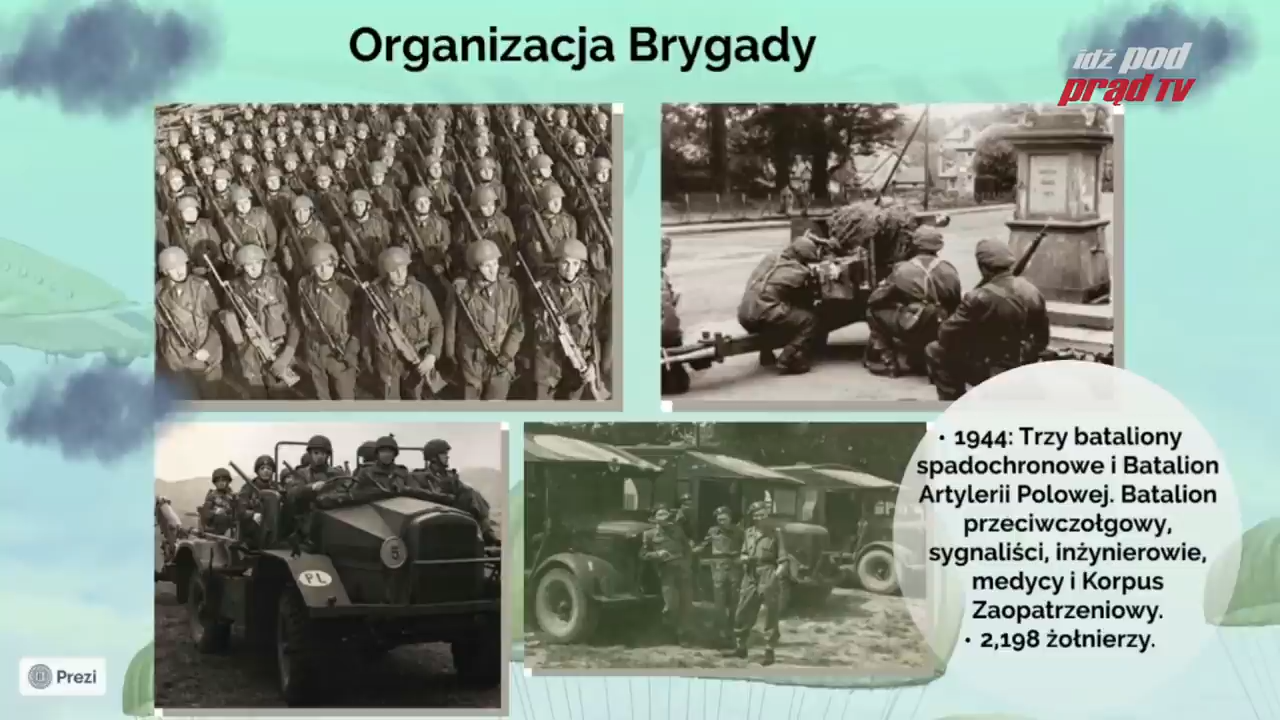 Organizacja Brygady
idź pod
prąd TV
PL
5
• 1944: Trzy bataliony
spadochronowe i Batalion
Artylerii Polowej. Batalion
przeciwczołgowy,
sygnaliści, inżynierowie,
medycy i Korpus
Zaopatrzeniowy.
• 2,198 żołnierzy.
Prezi